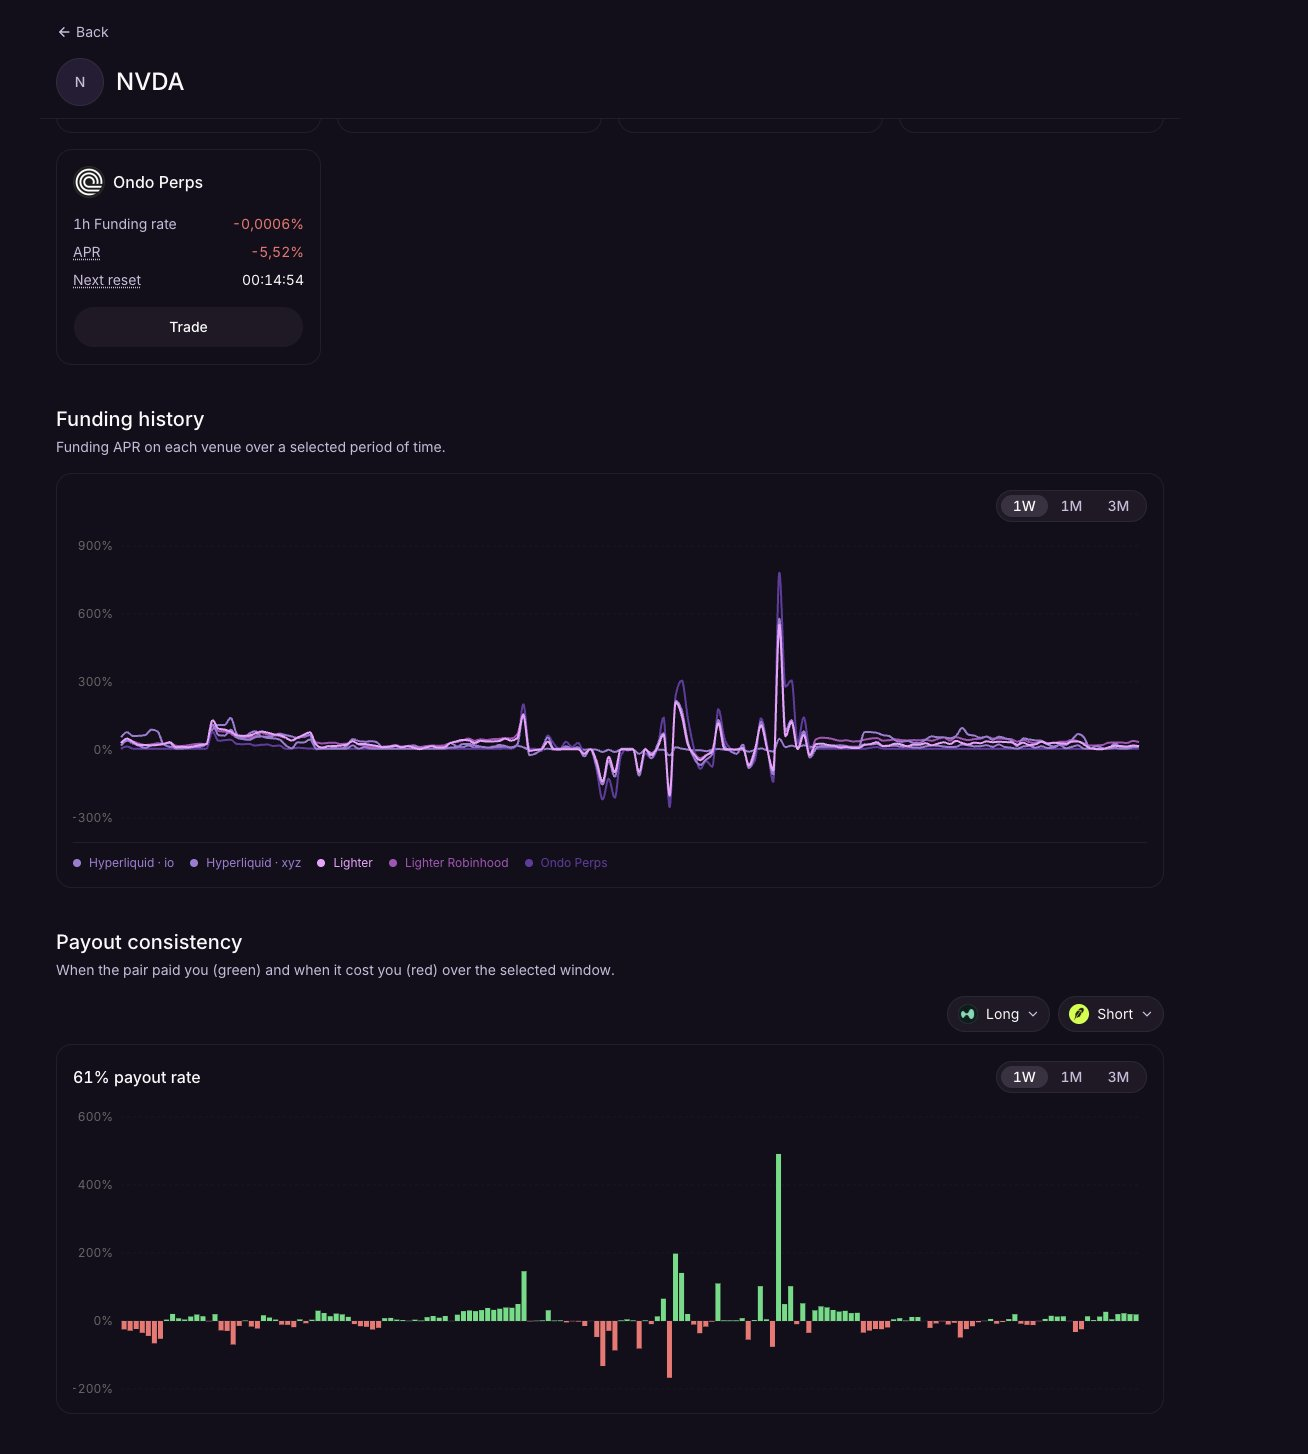 ← Back
N
NVDA
Ondo Perps
1h Funding rate -0,0006%
APR -5,52%
Next reset 00:14:54
Trade
Funding history
Funding APR on each venue over a selected period of time.
1W 1M 3M
900%
600%
300%
0%
-300%
Hyperliquid · io Hyperliquid · xyz Lighter Lighter Robinhood Ondo Perps
Payout consistency
When the pair paid you (green) and when it cost you (red) over the selected window.
Long Short
61% payout rate 1W 1M 3M
600%
400%
200%
0%
-200%